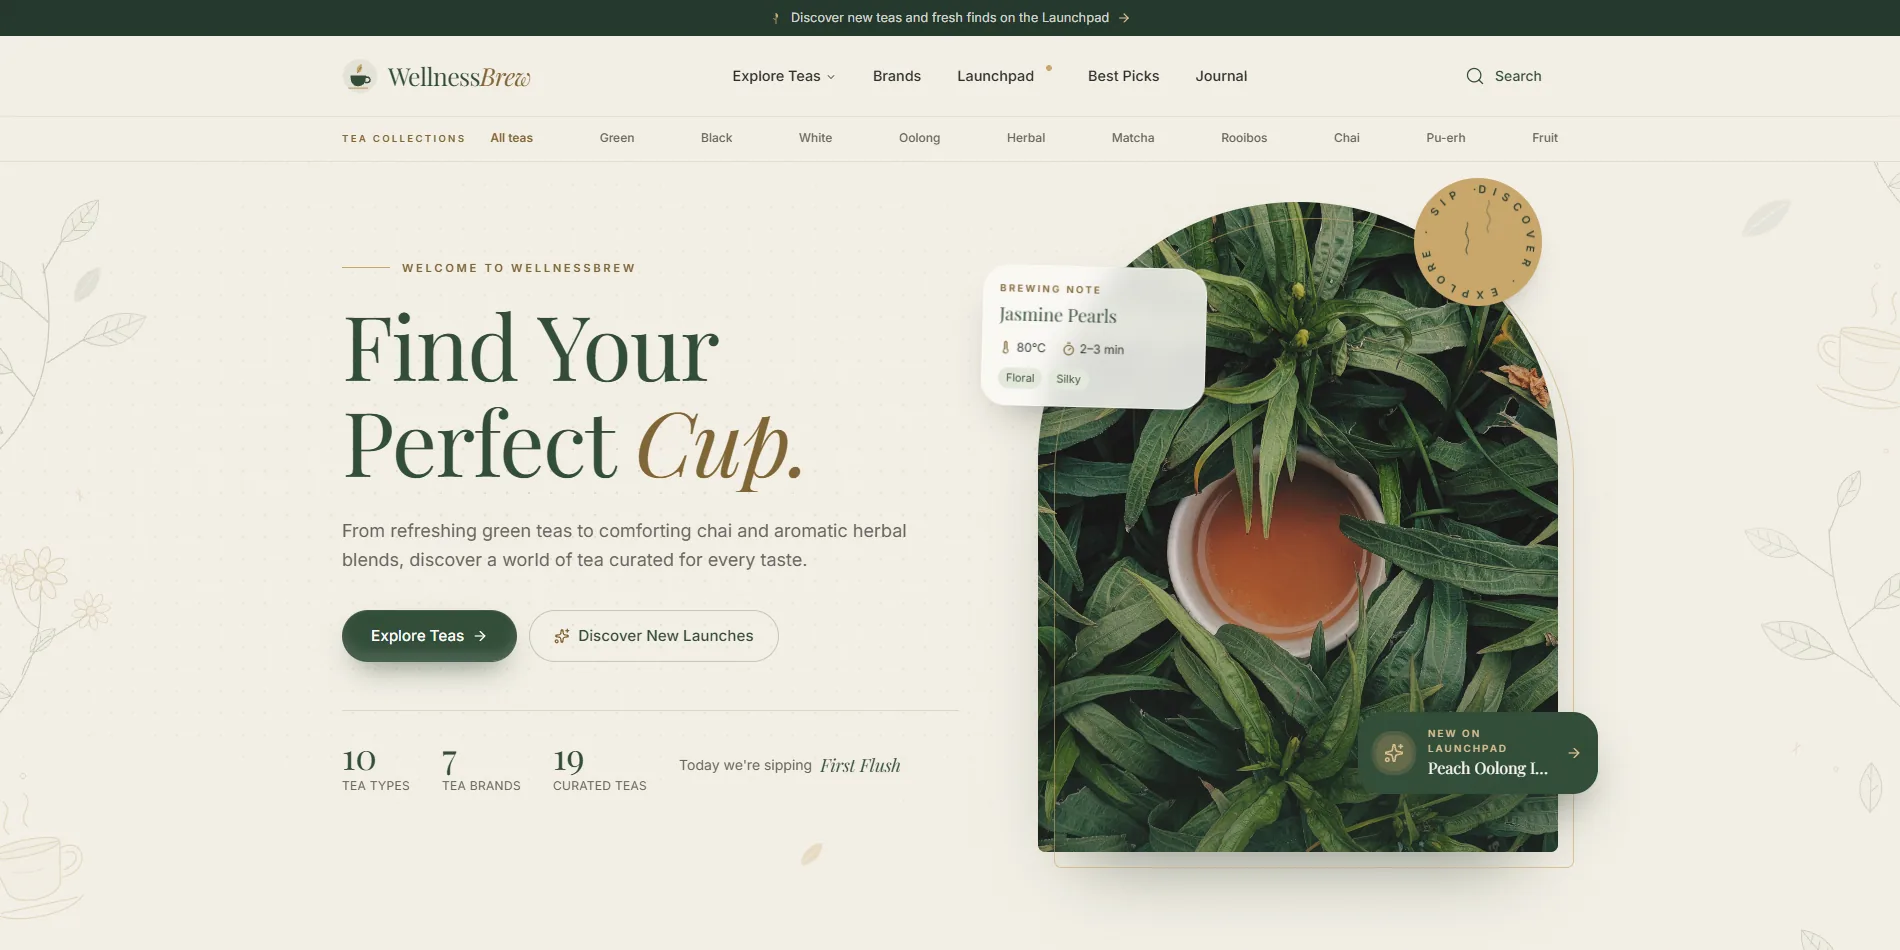 Discover new teas and fresh finds on the Launchpad
WellnessBrew
Explore Teas
Brands
Launchpad
Best Picks
Journal
Search
TEA COLLECTIONS
All teas
Green
Black
White
Oolong
Herbal
Matcha
Rooibos
Chai
Pu-erh
Fruit
WELCOME TO WELLNESSBREW
Find Your
Perfect Cup.
From refreshing green teas to comforting chai and aromatic herbal
blends, discover a world of tea curated for every taste.
Explore Teas
Discover New Launches
10
TEA TYPES
7
TEA BRANDS
19
CURATED TEAS
Today we're sipping First Flush
BREWING NOTE
Jasmine Pearls
80°C
2–3 min
Floral
Silky
DISCOVER · EXPLORE · SIP ·
NEW ON
LAUNCHPAD
Peach Oolong I...